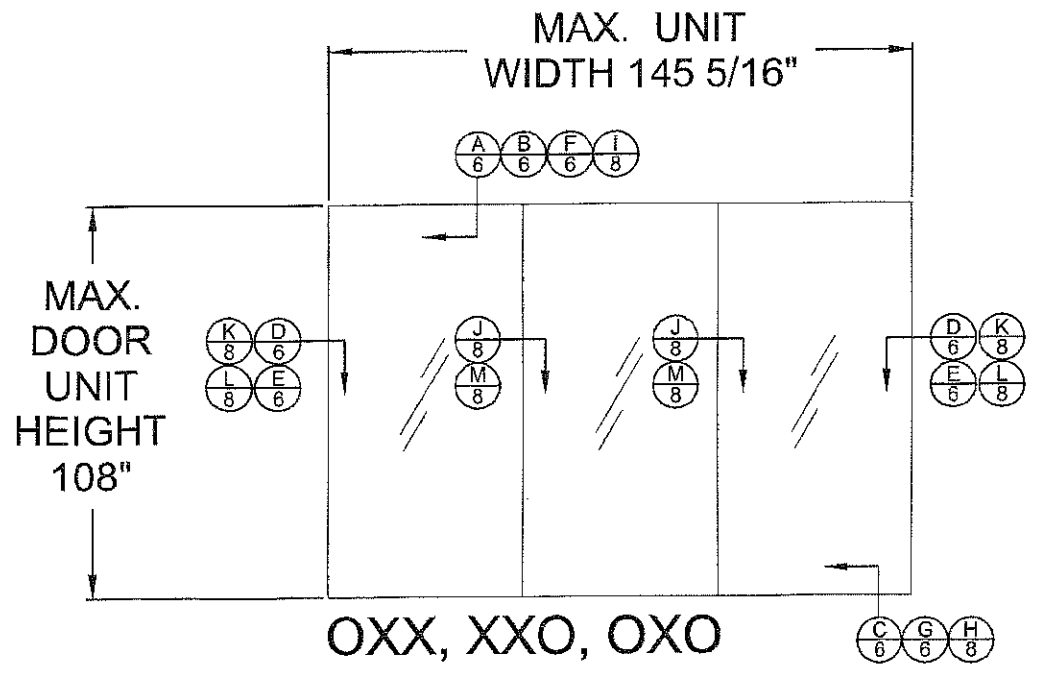 MAX. UNIT
WIDTH 145 5/16"
A B F I
6 6 6 8
MAX.
DOOR
UNIT
HEIGHT
108"
K D
8 6
L E
8 6
J
8
M
8
J
8
M
8
D K
6 8
E L
6 8
OXX, XXO, OXO
C G H
6 6 8